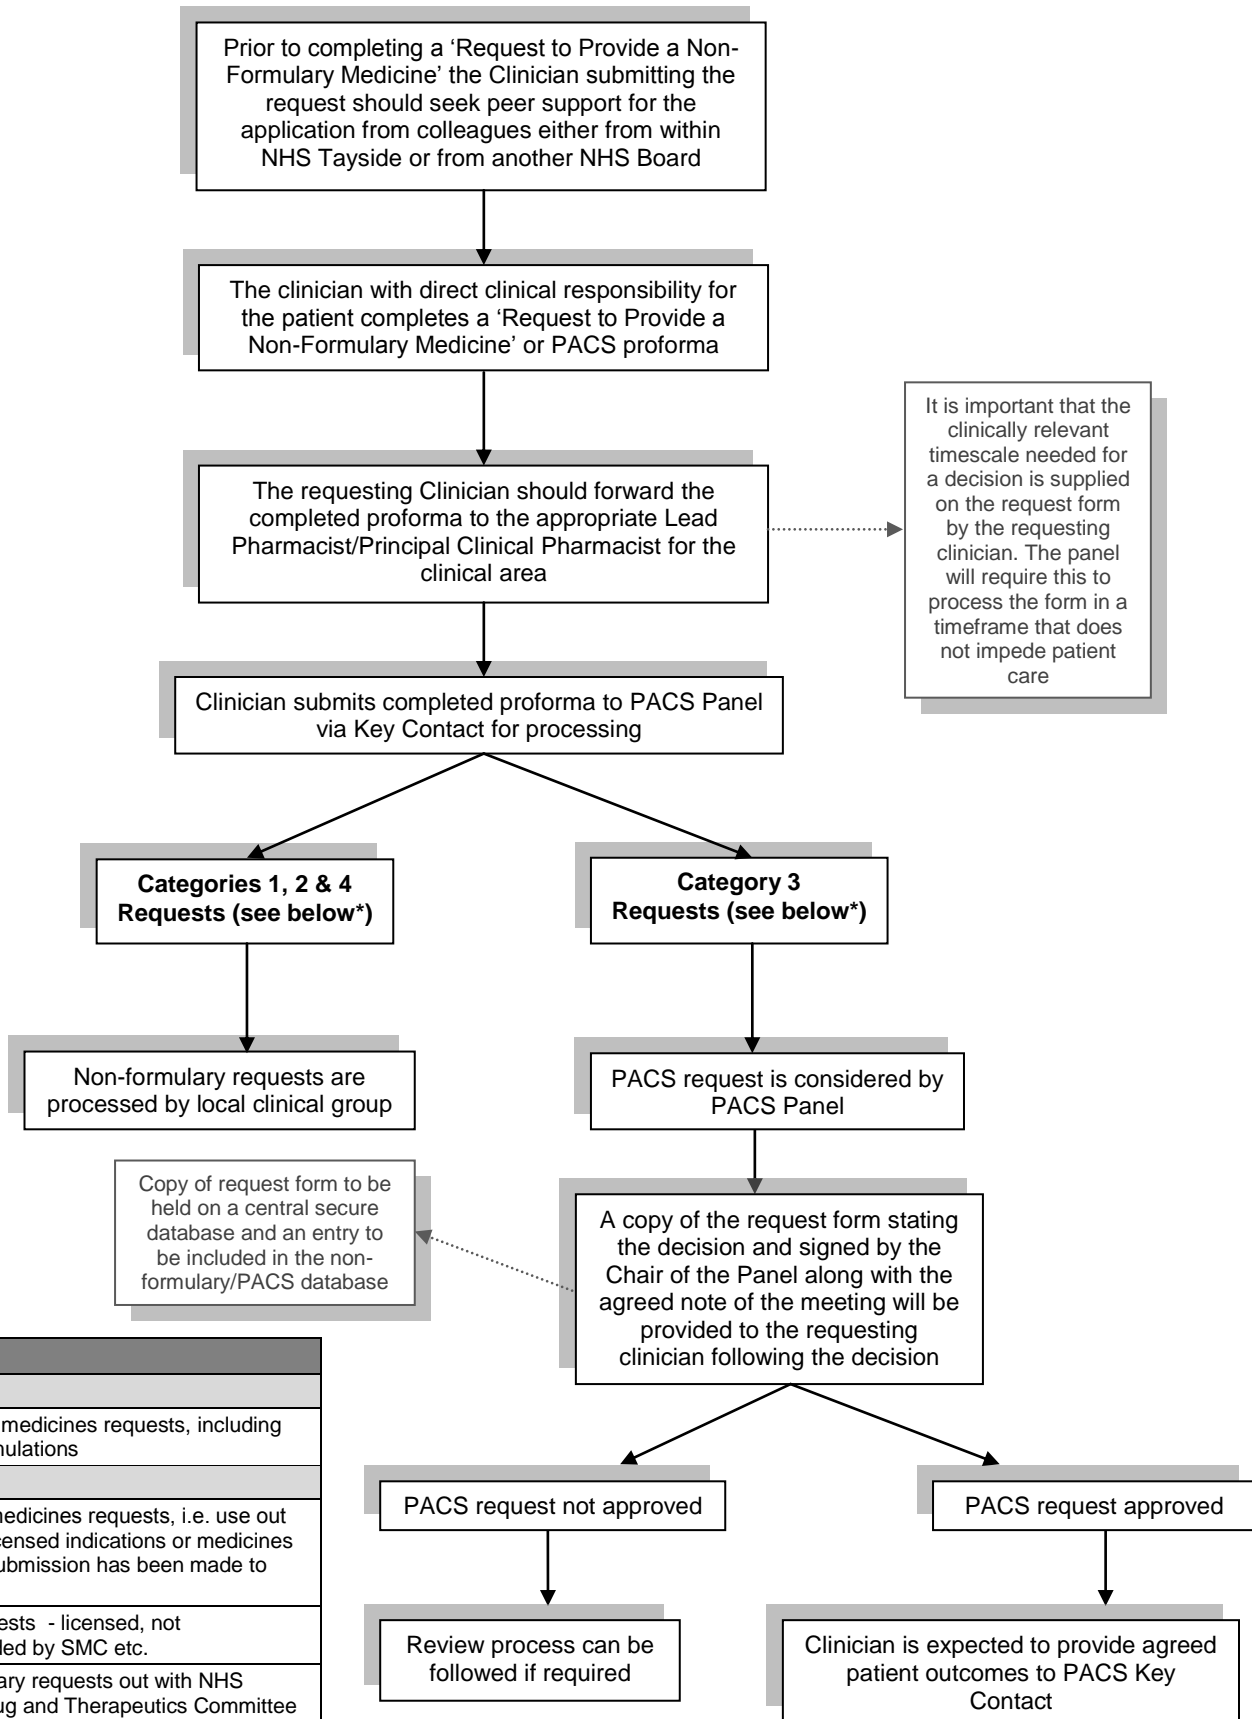 Prior to completing a ‘Request to Provide a Non-
Formulary Medicine’ the Clinician submitting the
request should seek peer support for the
application from colleagues either from within
NHS Tayside or from another NHS Board
The clinician with direct clinical responsibility for
the patient completes a ‘Request to Provide a
Non-Formulary Medicine’ or PACS proforma
The requesting Clinician should forward the
completed proforma to the appropriate Lead
Pharmacist/Principal Clinical Pharmacist for the
clinical area
It is important that the
clinically relevant
timescale needed for
a decision is supplied
on the request form
by the requesting
clinician. The panel
will require this to
process the form in a
timeframe that does
not impede patient
care
Clinician submits completed proforma to PACS Panel
via Key Contact for processing
Categories 1, 2 & 4
Requests (see below*)
Category 3
Requests (see below*)
Non-formulary requests are
processed by local clinical group
PACS request is considered by
PACS Panel
Copy of request form to be
held on a central secure
database and an entry to
be included in the non-
formulary/PACS database
A copy of the request form stating
the decision and signed by the
Chair of the Panel along with the
agreed note of the meeting will be
provided to the requesting
clinician following the decision
medicines requests, including
PACS request not approved
PACS request approved
requests, i.e. use out
indications or medicines
has been made to
- licensed, not
by SMC etc.
requests out with NHS
and Therapeutics Committee
Review process can be
followed if required
Clinician is expected to provide agreed
patient outcomes to PACS Key
Contact